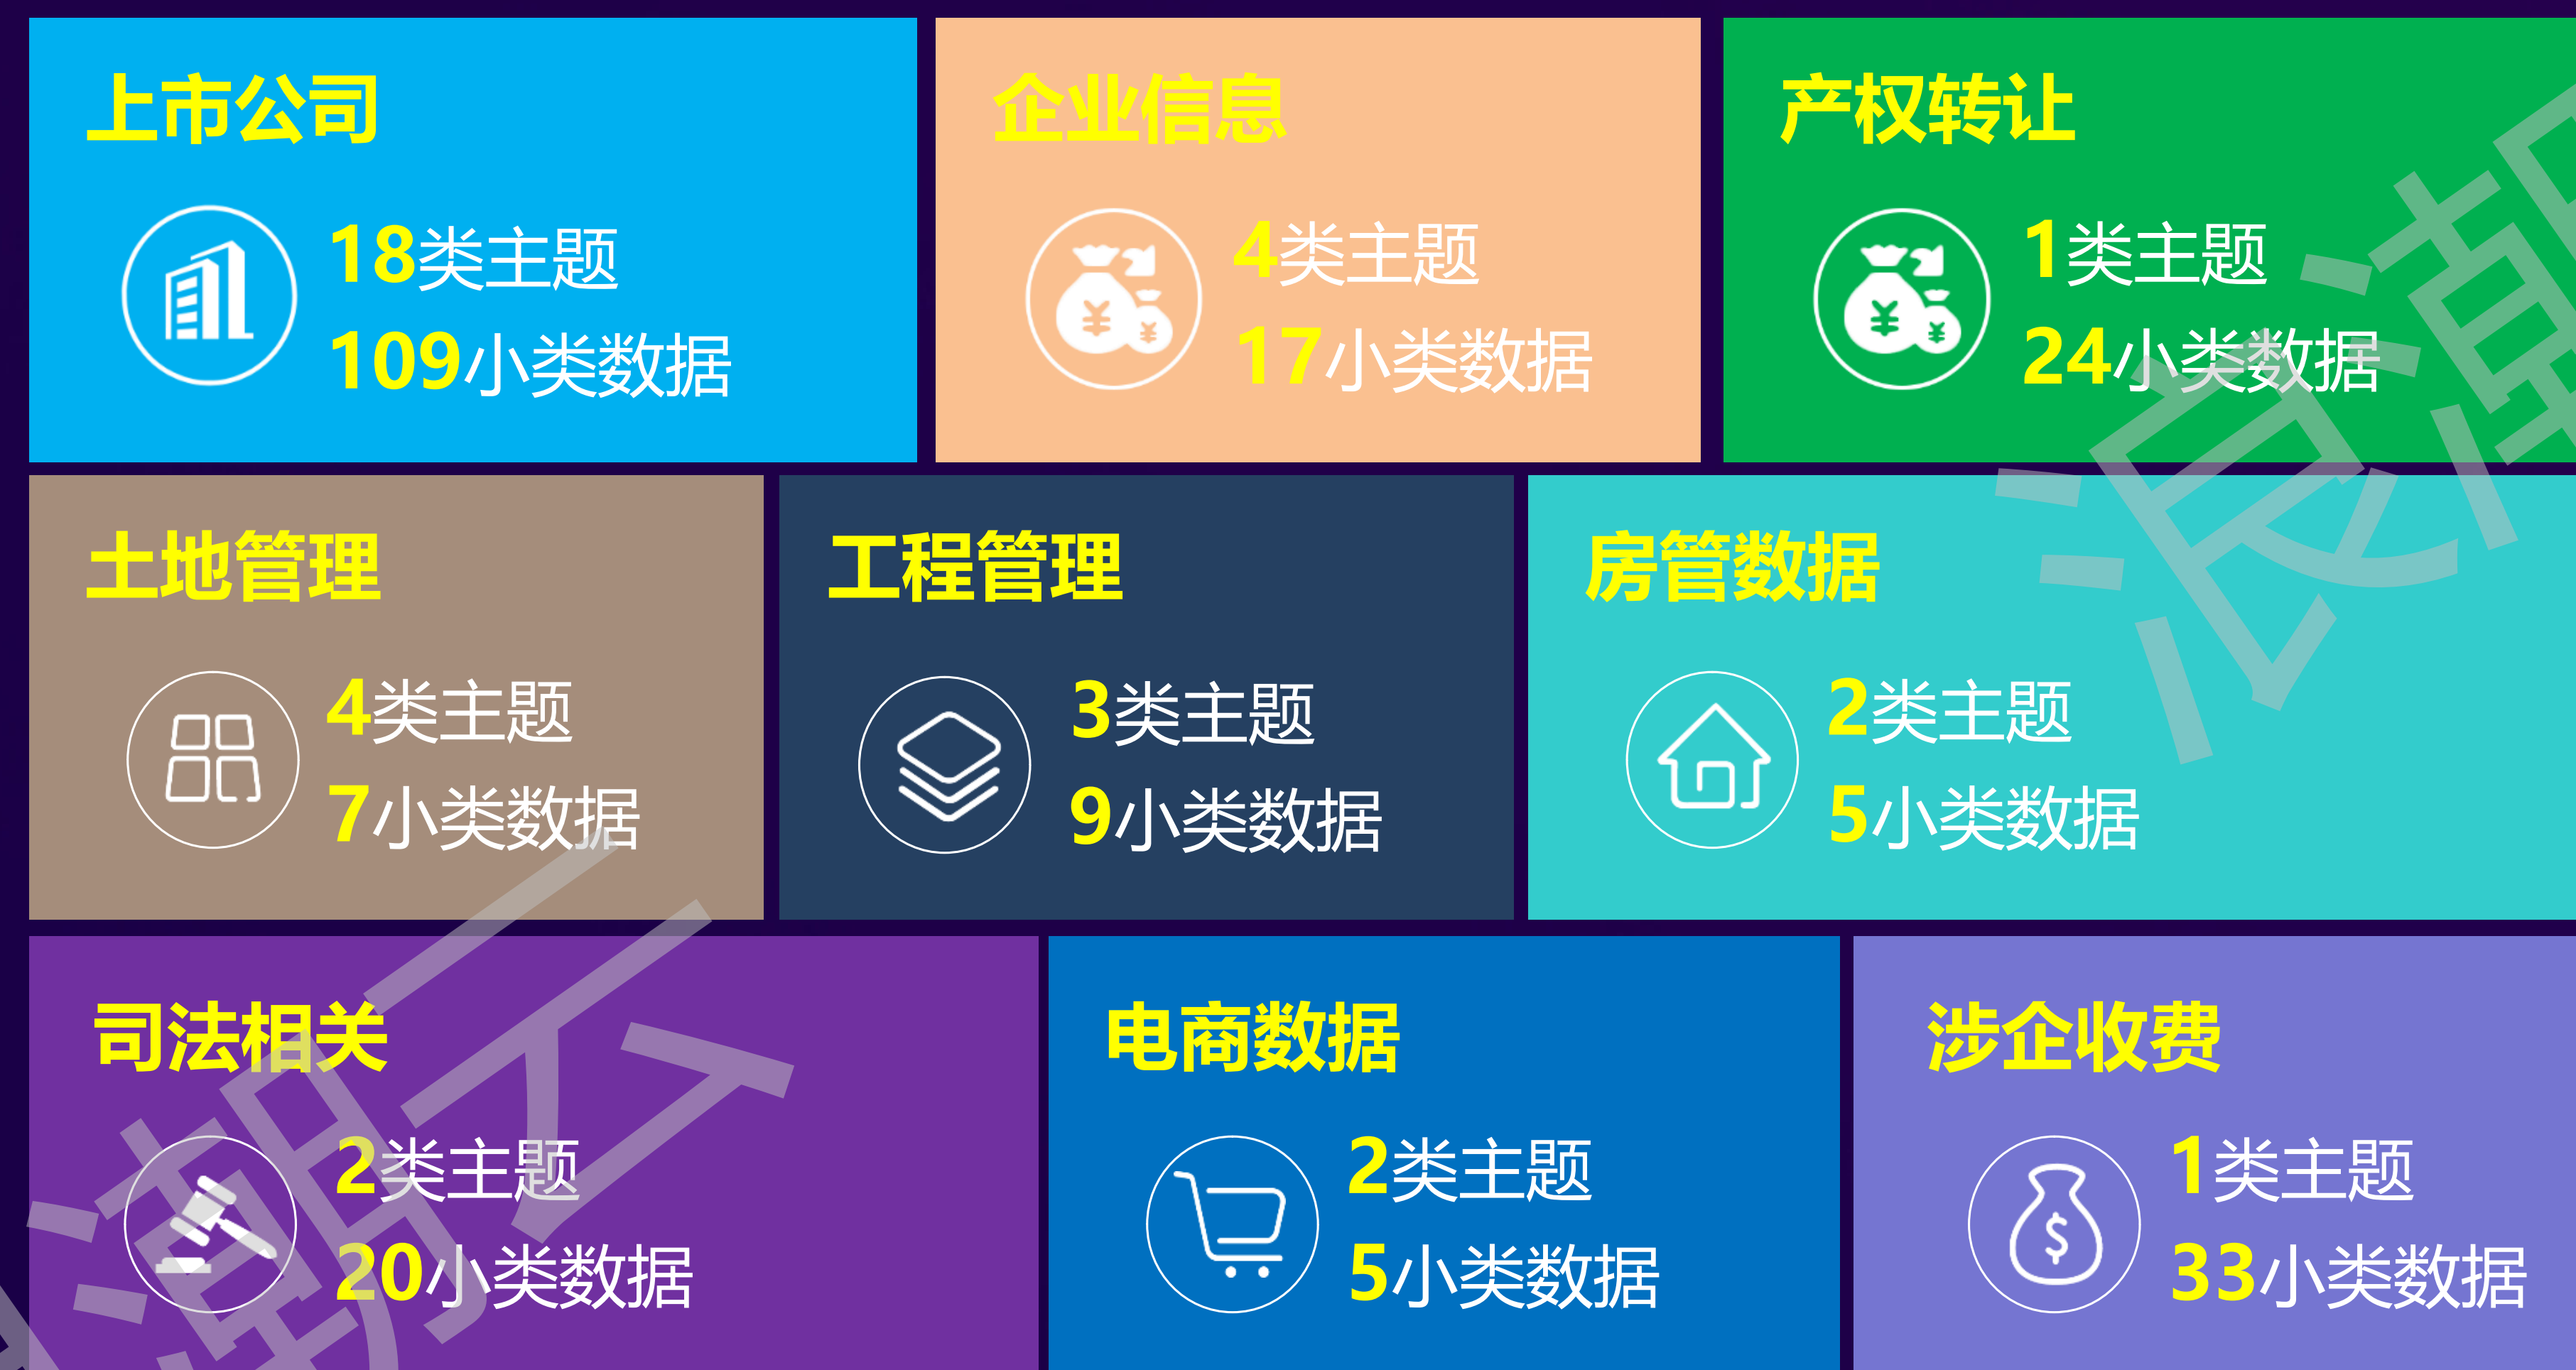 上市公司
18类主题
109小类数据
企业信息
4类主题
17小类数据
产权转让
1类主题
24小类数据
土地管理
4类主题
7小类数据
工程管理
3类主题
9小类数据
房管数据
2类主题
5小类数据
司法相关
2类主题
20小类数据
电商数据
2类主题
5小类数据
涉企收费
1类主题
33小类数据
浪潮
潮云